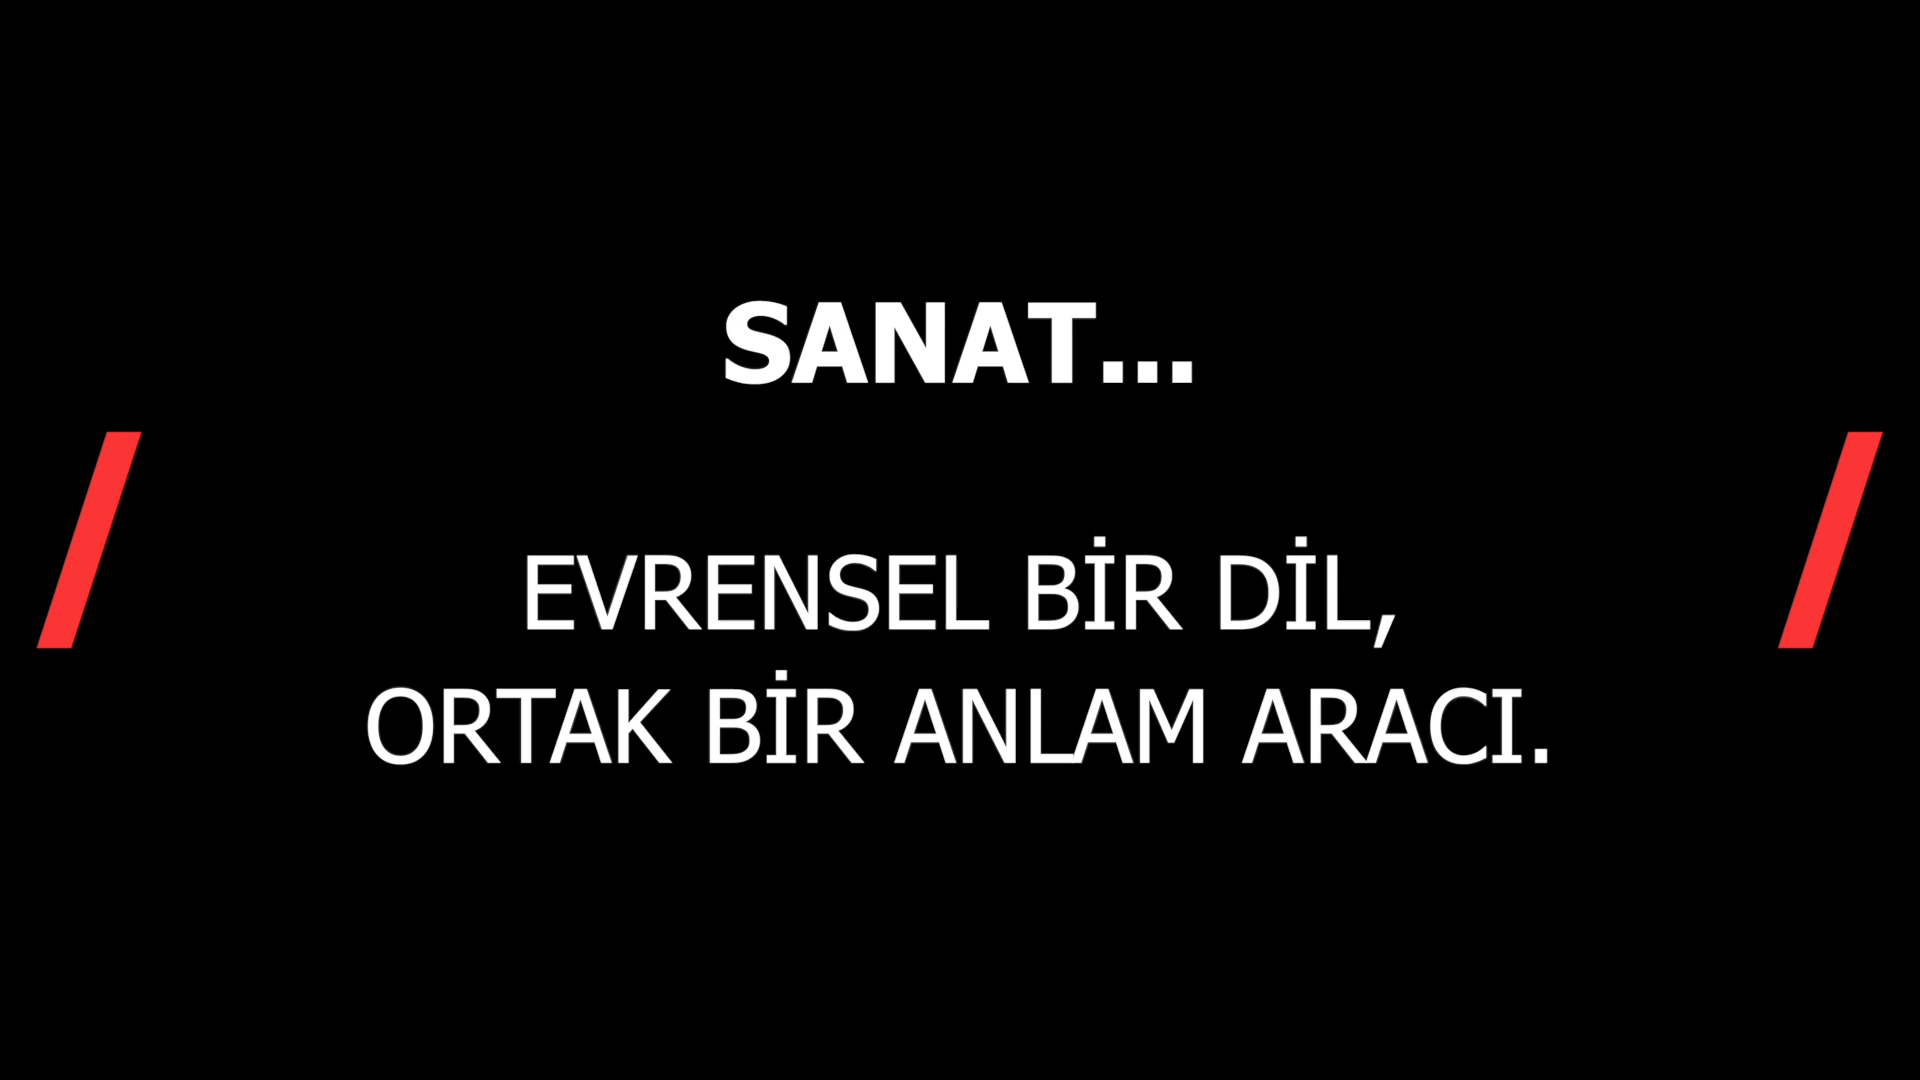 SANAT...
EVRENSEL BİR DİL,
ORTAK BİR ANLAM ARACI.